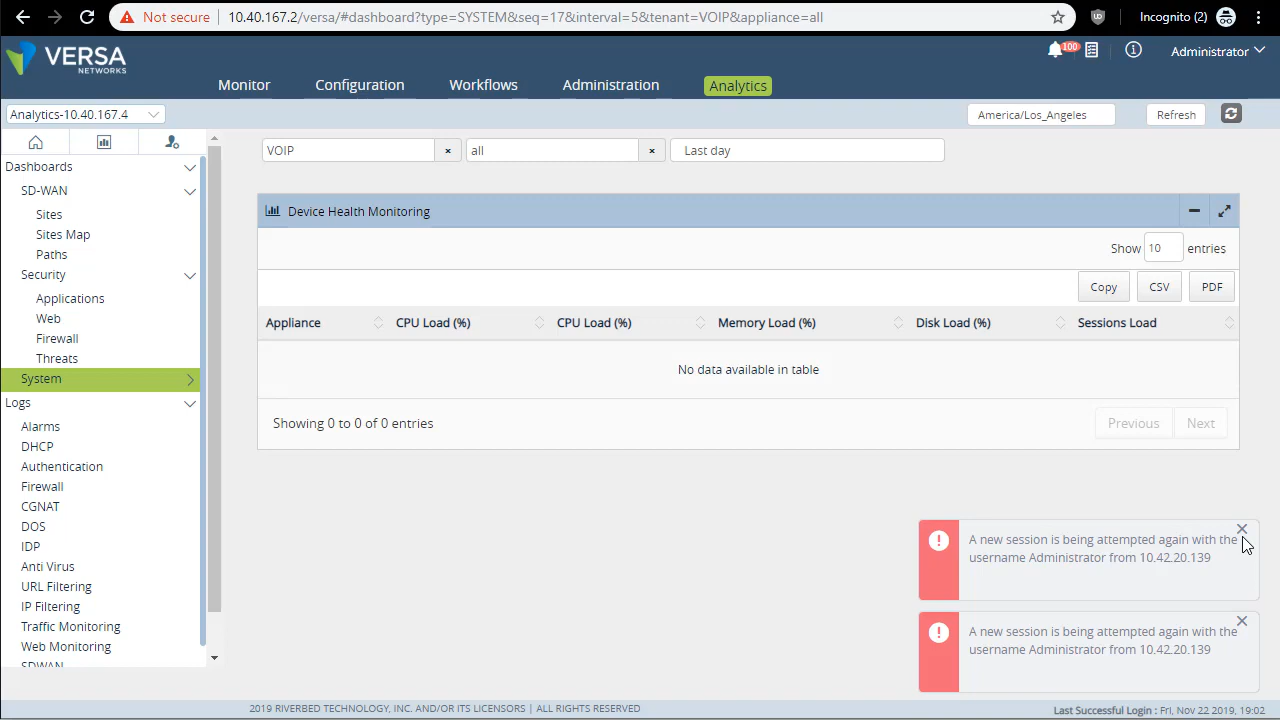 Not secure
10.40.167.2/versa/#dashboard?type=SYSTEM&seq=17&interval=5&tenant=VOIP&appliance=all
Incognito (2)
VERSA
NETWORKS
100
Administrator
Monitor
Configuration
Workflows
Administration
Analytics
Analytics-10.40.167.4
America/Los_Angeles
Refresh
Dashboards
SD-WAN
Sites
Sites Map
Paths
Security
Applications
Web
Firewall
Threats
System
Logs
Alarms
DHCP
Authentication
Firewall
CGNAT
DOS
IDP
Anti Virus
URL Filtering
IP Filtering
Traffic Monitoring
Web Monitoring
SDWAN
VOIP
×
all
×
Last day
Device Health Monitoring
Show 10 entries
Copy
CSV
PDF
Appliance
CPU Load (%)
CPU Load (%)
Memory Load (%)
Disk Load (%)
Sessions Load
No data available in table
Showing 0 to 0 of 0 entries
Previous
Next
A new session is being attempted again with the
username Administrator from 10.42.20.139
A new session is being attempted again with the
username Administrator from 10.42.20.139
2019 RIVERBED TECHNOLOGY, INC. AND/OR ITS LICENSORS | ALL RIGHTS RESERVED
Last Successful Login : Fri, Nov 22 2019, 19:02